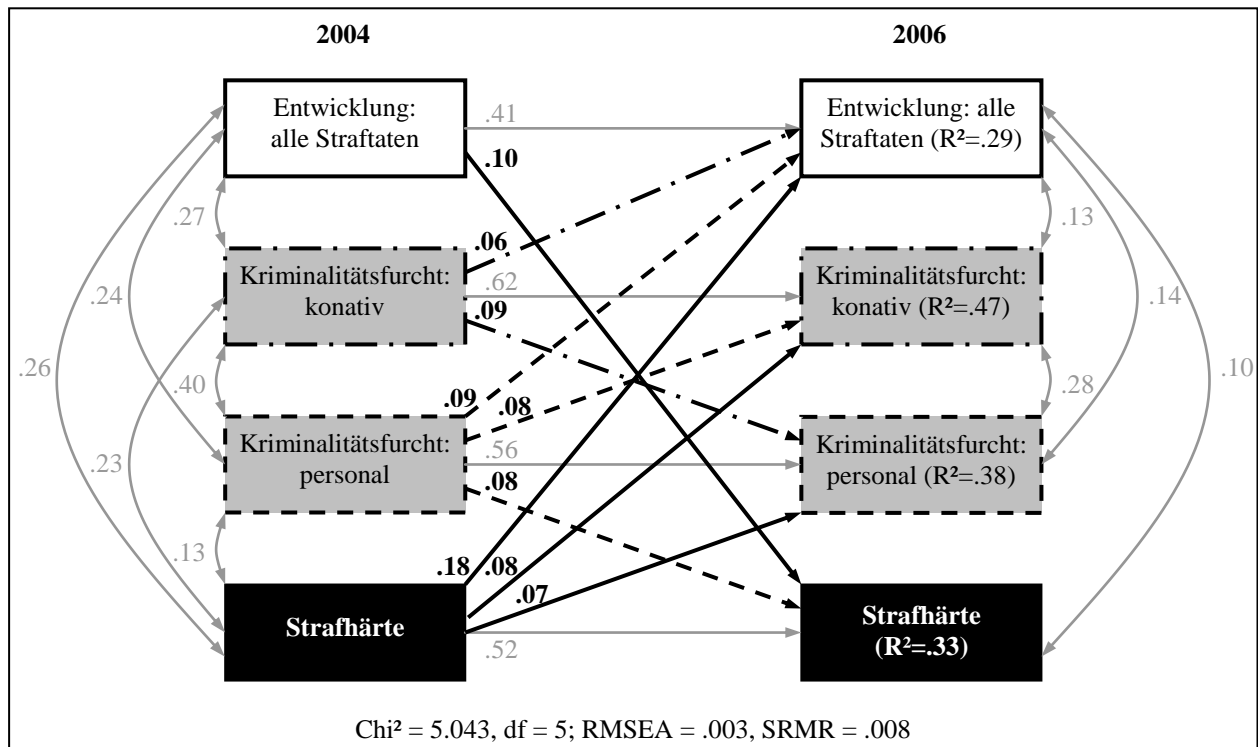 2004
2006
Entwicklung:
alle Straftaten
Entwicklung: alle
Straftaten (R²=.29)
.41
.10
.27
.13
.06
Kriminalitätsfurcht:
konativ
Kriminalitätsfurcht:
konativ (R²=.47)
.62
.09
.24
.14
.26
.40
.28
.10
.09
.08
Kriminalitätsfurcht:
personal
Kriminalitätsfurcht:
personal (R²=.38)
.56
.08
.23
.13
.18
.08
.07
Strafhärte
Strafhärte
(R²=.33)
.52
Chi² = 5.043, df = 5; RMSEA = .003, SRMR = .008